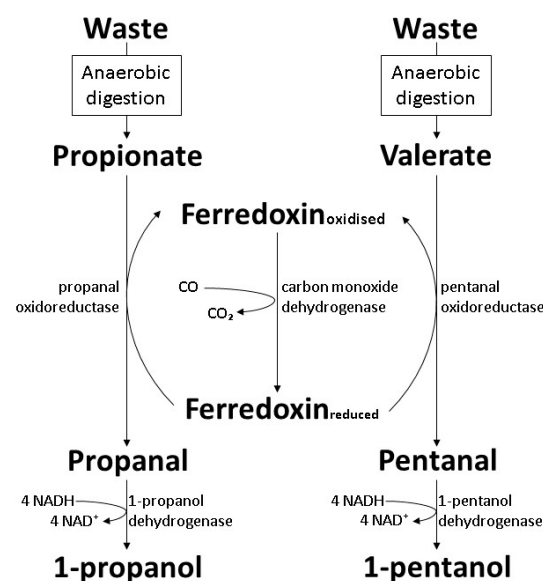 Waste
Waste
Anaerobic
digestion
Anaerobic
digestion
Propionate
Valerate
Ferredoxin oxidised
propanal
oxidoreductase
CO
CO₂
carbon monoxide
dehydrogenase
pentanal
oxidoreductase
Ferredoxin reduced
Propanal
Pentanal
4 NADH
4 NAD⁺
1-propanol
dehydrogenase
4 NADH
4 NAD⁺
1-pentanol
dehydrogenase
1-propanol
1-pentanol